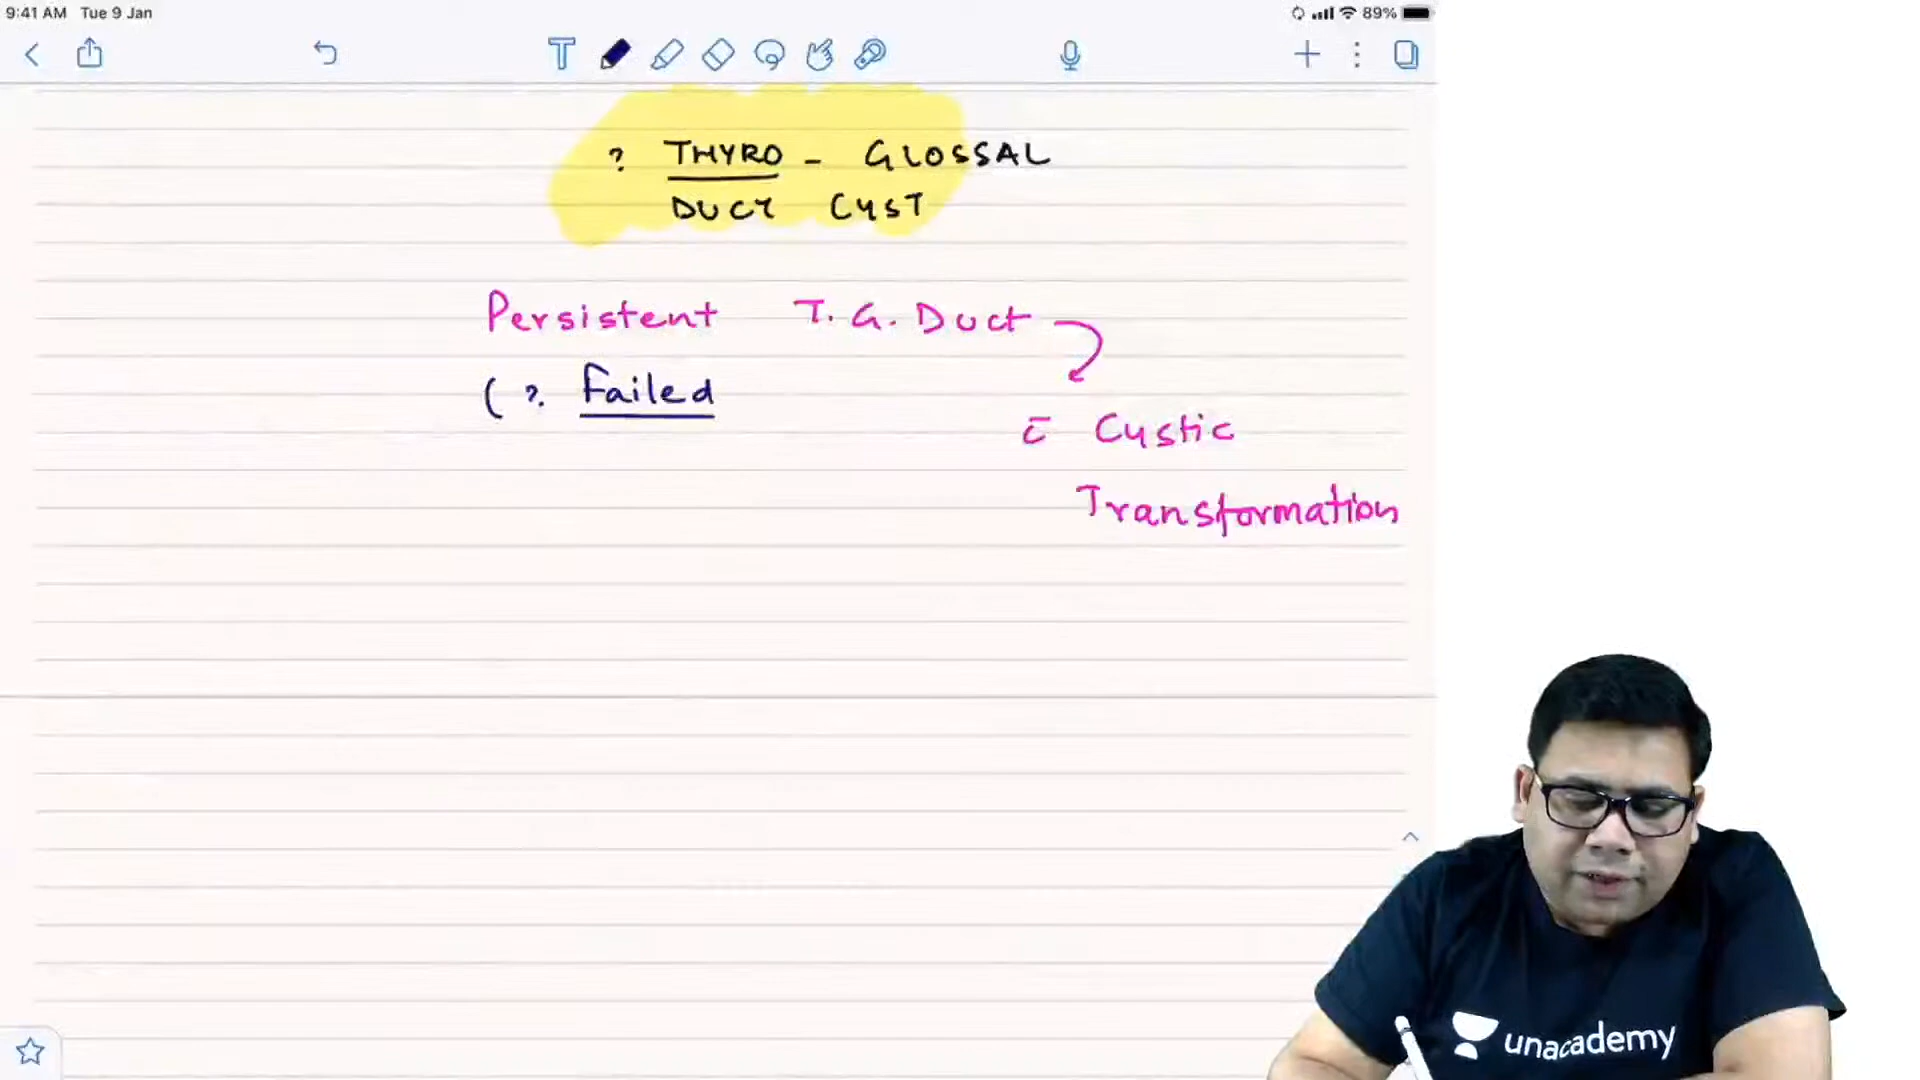 9:41 AM Tue 9 Jan
89%
? THYRO - GLOSSAL
DUCT CYST
Persistent T. G. Duct
( ? Failed
c̄ Cystic
Transformation
unacademy